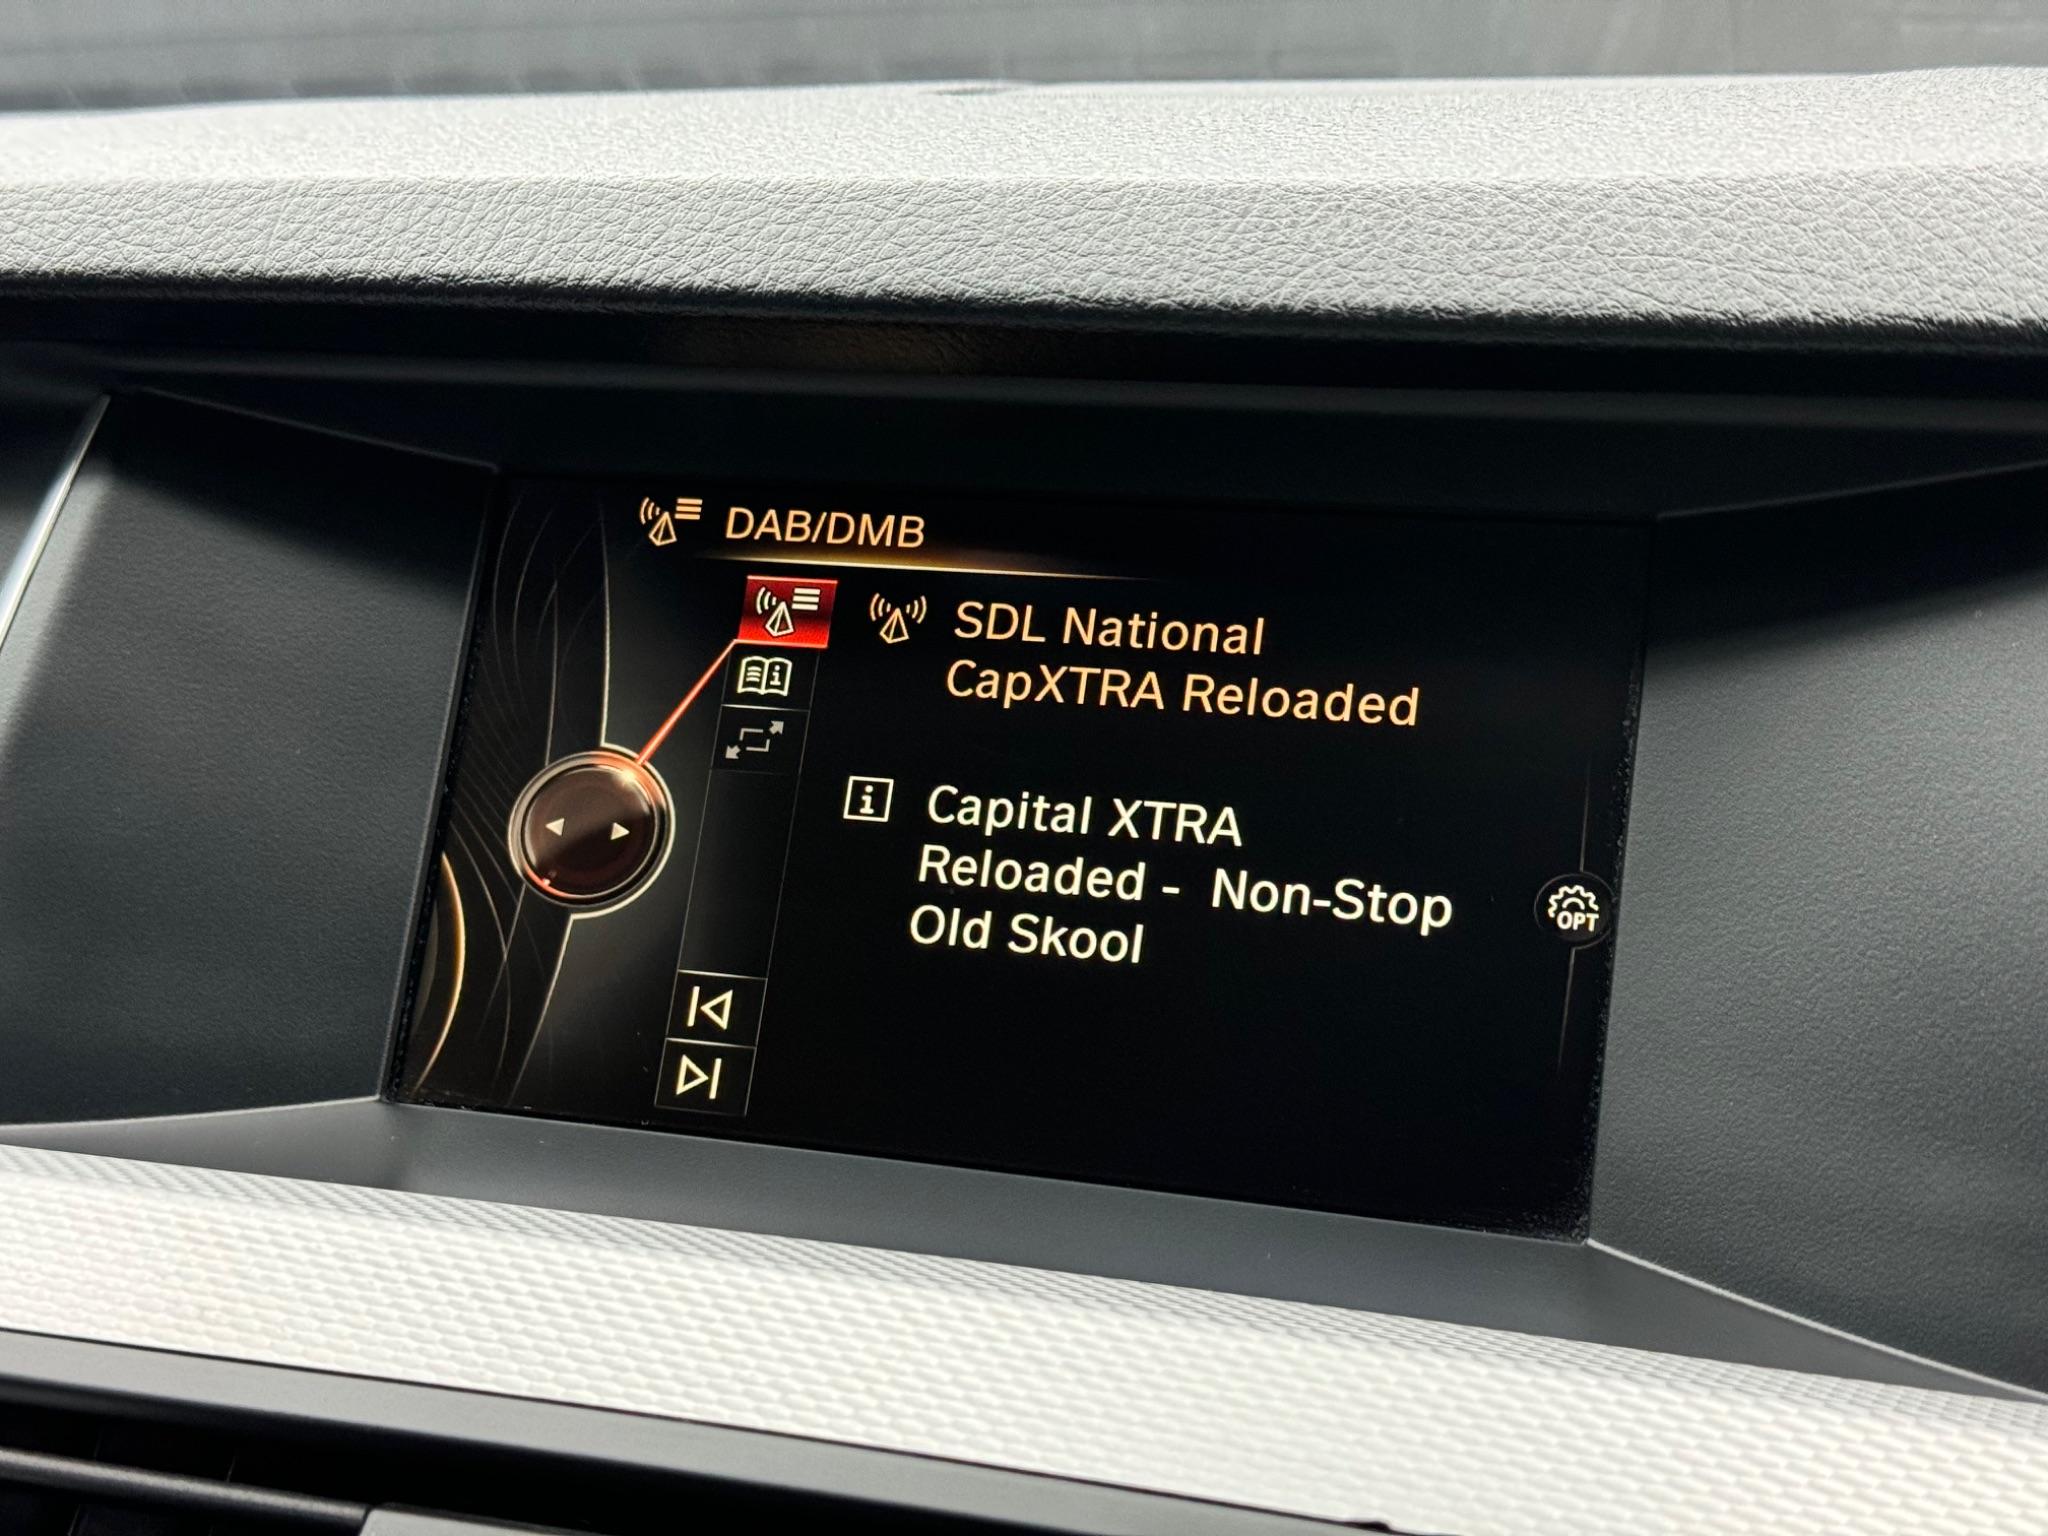 DAB/DMB
SDL National
CapXTRA Reloaded
i Capital XTRA
Reloaded - Non-Stop
Old Skool
OPT